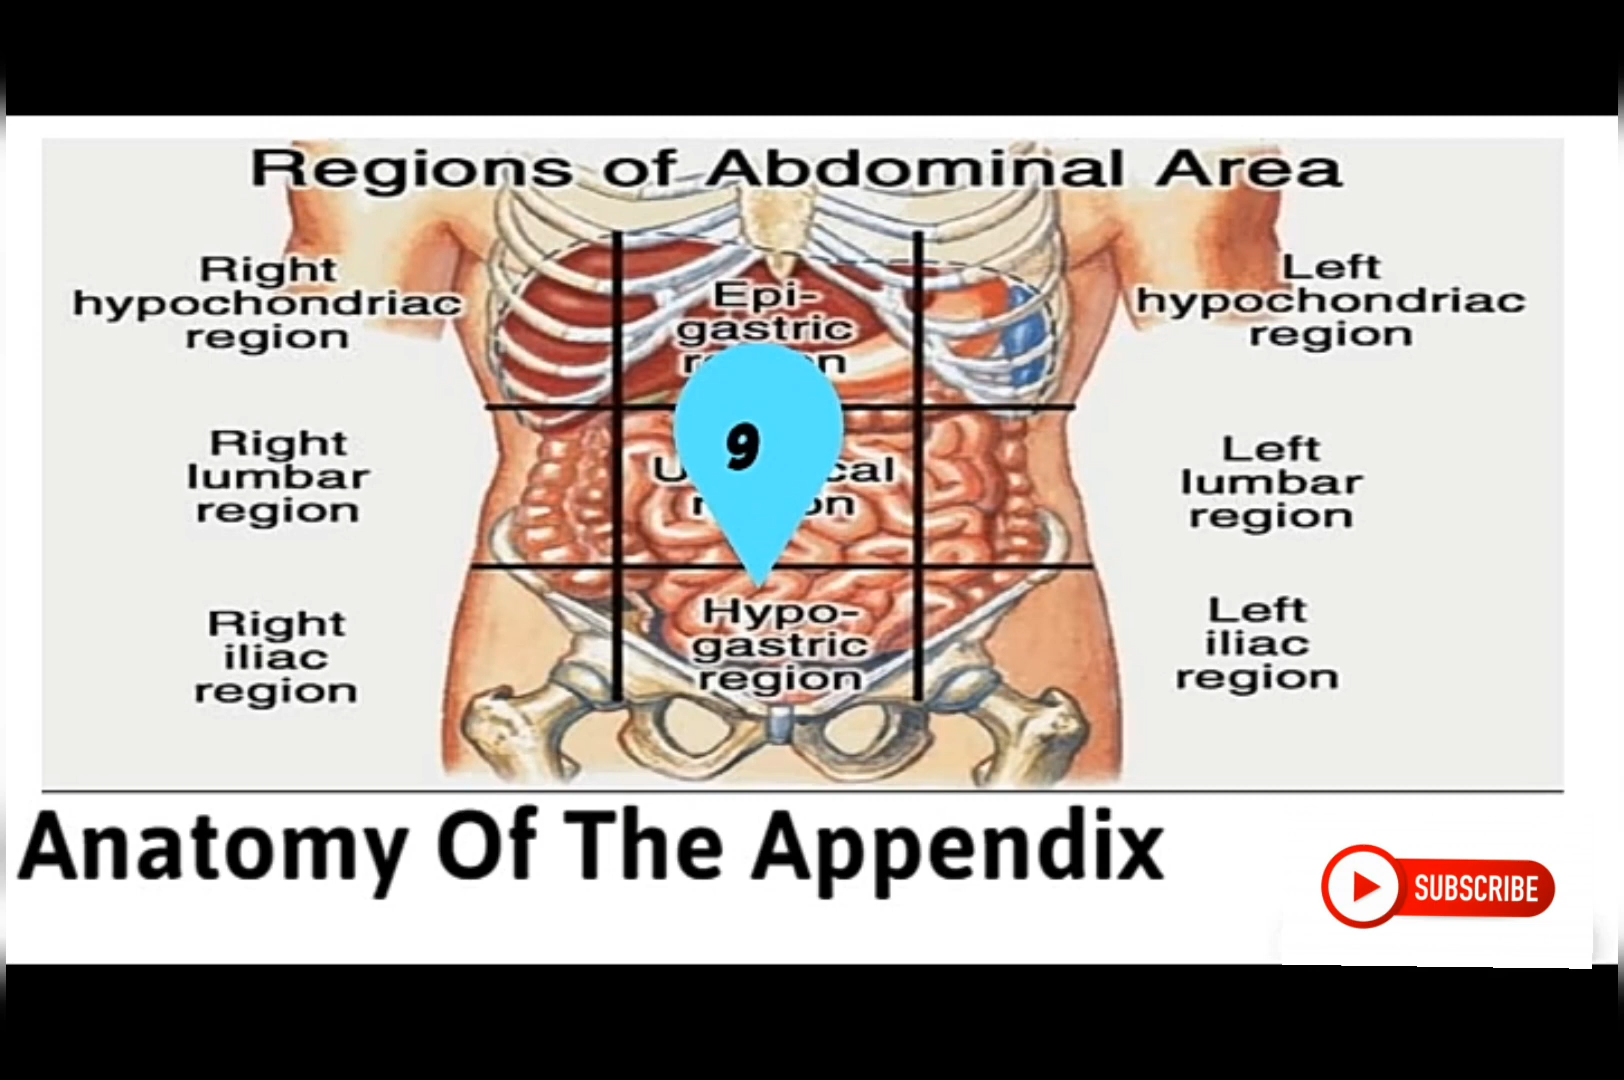 Regions of Abdominal Area
Right
hypochondriac
region
Epi-
gastric
Left
hypochondriac
region
Right
lumbar
region
9
Left
lumbar
region
Right
iliac
region
Hypo-
gastric
region
Left
iliac
region
Anatomy Of The Appendix
SUBSCRIBE